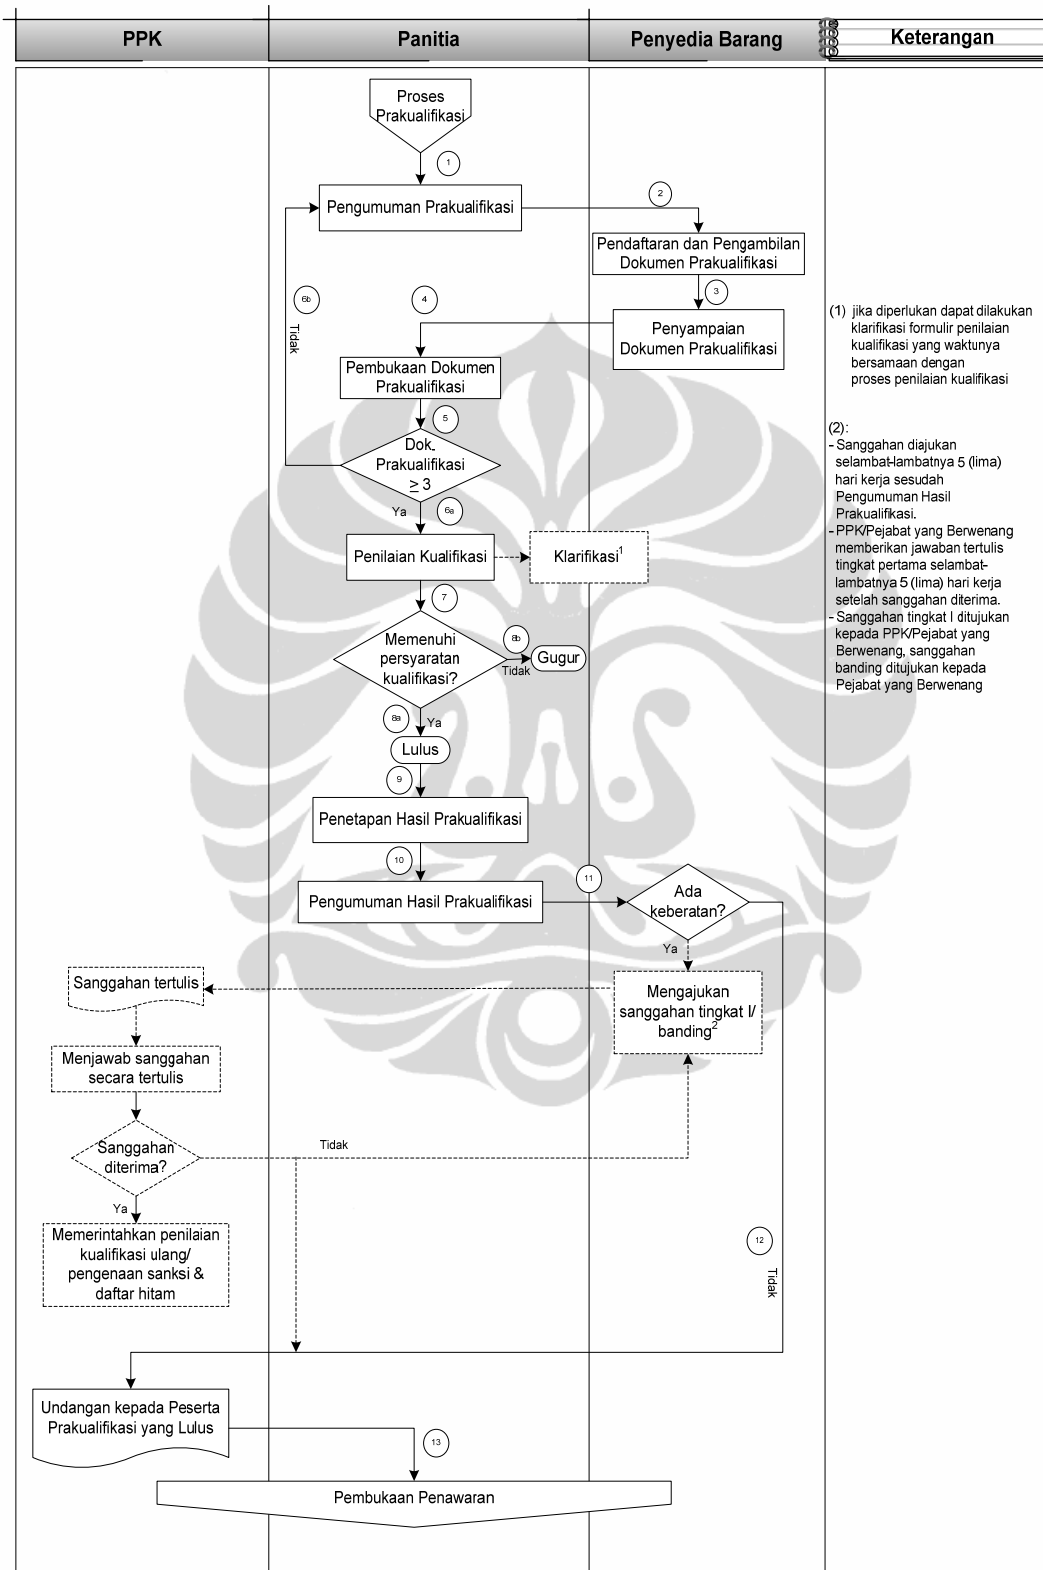 PPK
Panitia
Penyedia Barang
Keterangan
Proses
Prakualifikasi
1
Pengumuman Prakualifikasi
2
Pendaftaran dan Pengambilan
Dokumen Prakualifikasi
3
Penyampaian
Dokumen Prakualifikasi
4
Pembukaan Dokumen
Prakualifikasi
5
Dok.
Prakualifikasi
≥ 3
6b
Tidak
Ya
6a
Penilaian Kualifikasi
Klarifikasi¹
7
Memenuhi
persyaratan
kualifikasi?
8b
Tidak
Gugur
8a
Ya
Lulus
9
Penetapan Hasil Prakualifikasi
10
Pengumuman Hasil Prakualifikasi
11
Ada
keberatan?
Ya
Mengajukan
sanggahan tingkat I/
banding²
Sanggahan tertulis
Menjawab sanggahan
secara tertulis
Sanggahan
diterima?
Tidak
Ya
Memerintahkan penilaian
kualifikasi ulang/
pengenaan sanksi &
daftar hitam
12
Tidak
Undangan kepada Peserta
Prakualifikasi yang Lulus
13
Pembukaan Penawaran
(1) jika diperlukan dapat dilakukan
klarifikasi formulir penilaian
kualifikasi yang waktunya
bersamaan dengan
proses penilaian kualifikasi
(2):
- Sanggahan diajukan
selambat-lambatnya 5 (lima)
hari kerja sesudah
Pengumuman Hasil
Prakualifikasi.
- PPK/Pejabat yang Berwenang
memberikan jawaban tertulis
tingkat pertama selambat-
lambatnya 5 (lima) hari kerja
setelah sanggahan diterima.
- Sanggahan tingkat I ditujukan
kepada PPK/Pejabat yang
Berwenang, sanggahan
banding ditujukan kepada
Pejabat yang Berwenang